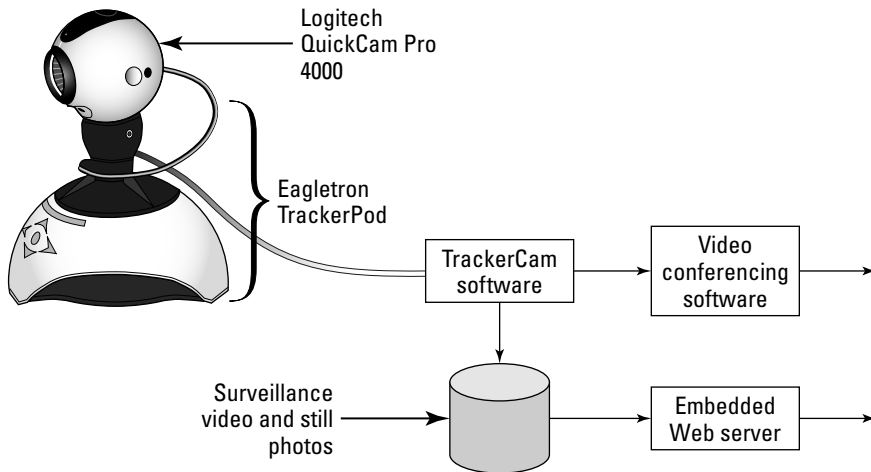 Logitech
QuickCam Pro
4000
Eagletron
TrackerPod
TrackerCam
software
Video
conferencing
software
Surveillance
video and still
photos
Embedded
Web server